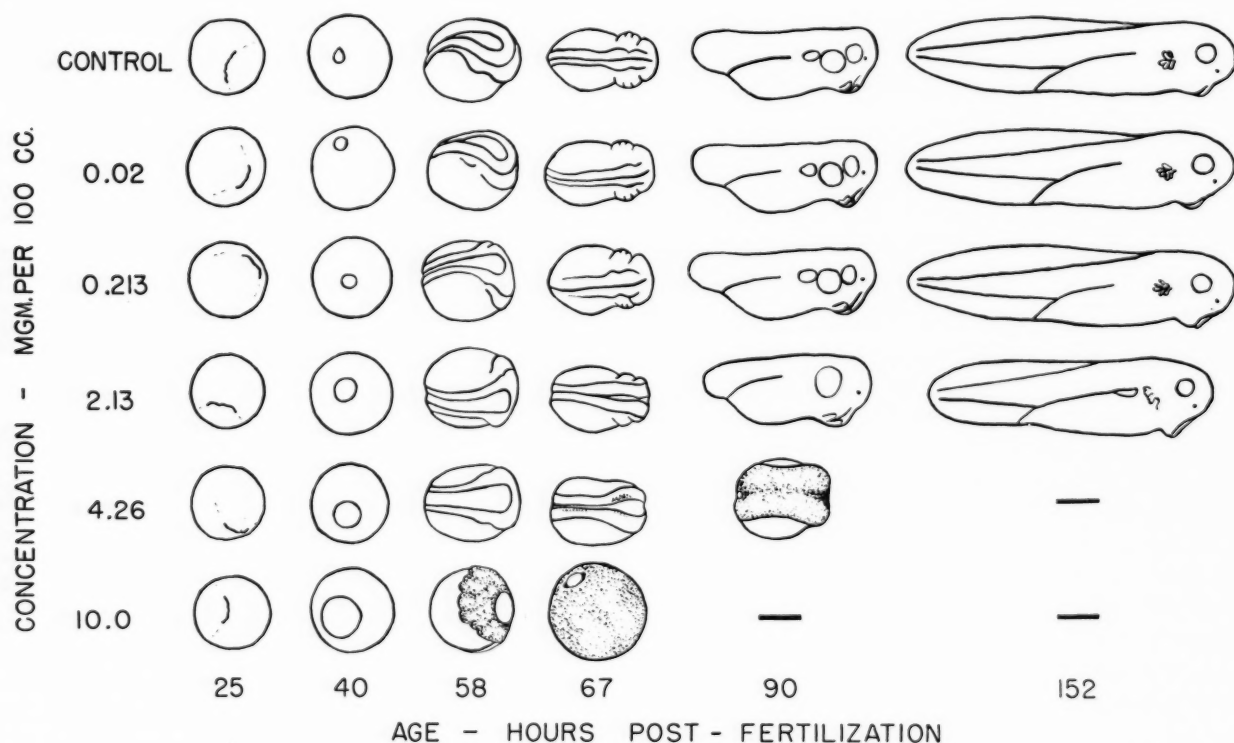 CONCENTRATION - MGM.PER 100 CC.
CONTROL
0.02
0.213
2.13
4.26
10.0
25 40 58 67 90 152
AGE - HOURS POST-FERTILIZATION